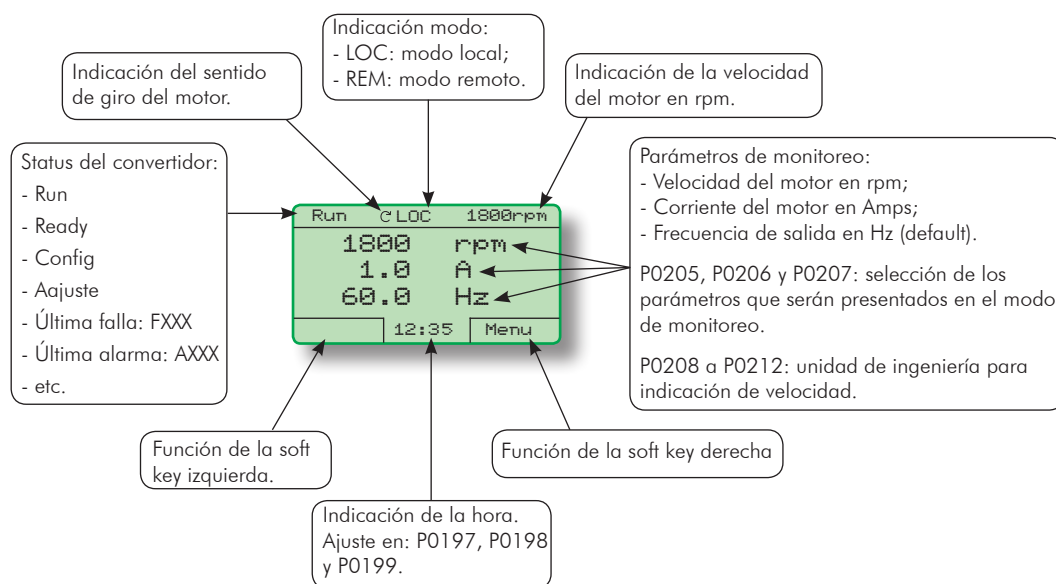 Indicación modo:
- LOC: modo local;
- REM: modo remoto.
Indicación del sentido
de giro del motor.
Indicación de la velocidad
del motor en rpm.
Status del convertidor:
- Run
- Ready
- Config
- Aajuste
- Última falla: FXXX
- Última alarma: AXXX
- etc.
Run LOC 1800rpm
1800 rpm
1.0 A
60.0 Hz
12:35 Menu
Parámetros de monitoreo:
- Velocidad del motor en rpm;
- Corriente del motor en Amps;
- Frecuencia de salida en Hz (default).
P0205, P0206 y P0207: selección de los
parámetros que serán presentados en el modo
de monitoreo.
P0208 a P0212: unidad de ingeniería para
indicación de velocidad.
Función de la soft
key izquierda.
Función de la soft key derecha
Indicación de la hora.
Ajuste en: P0197, P0198
y P0199.